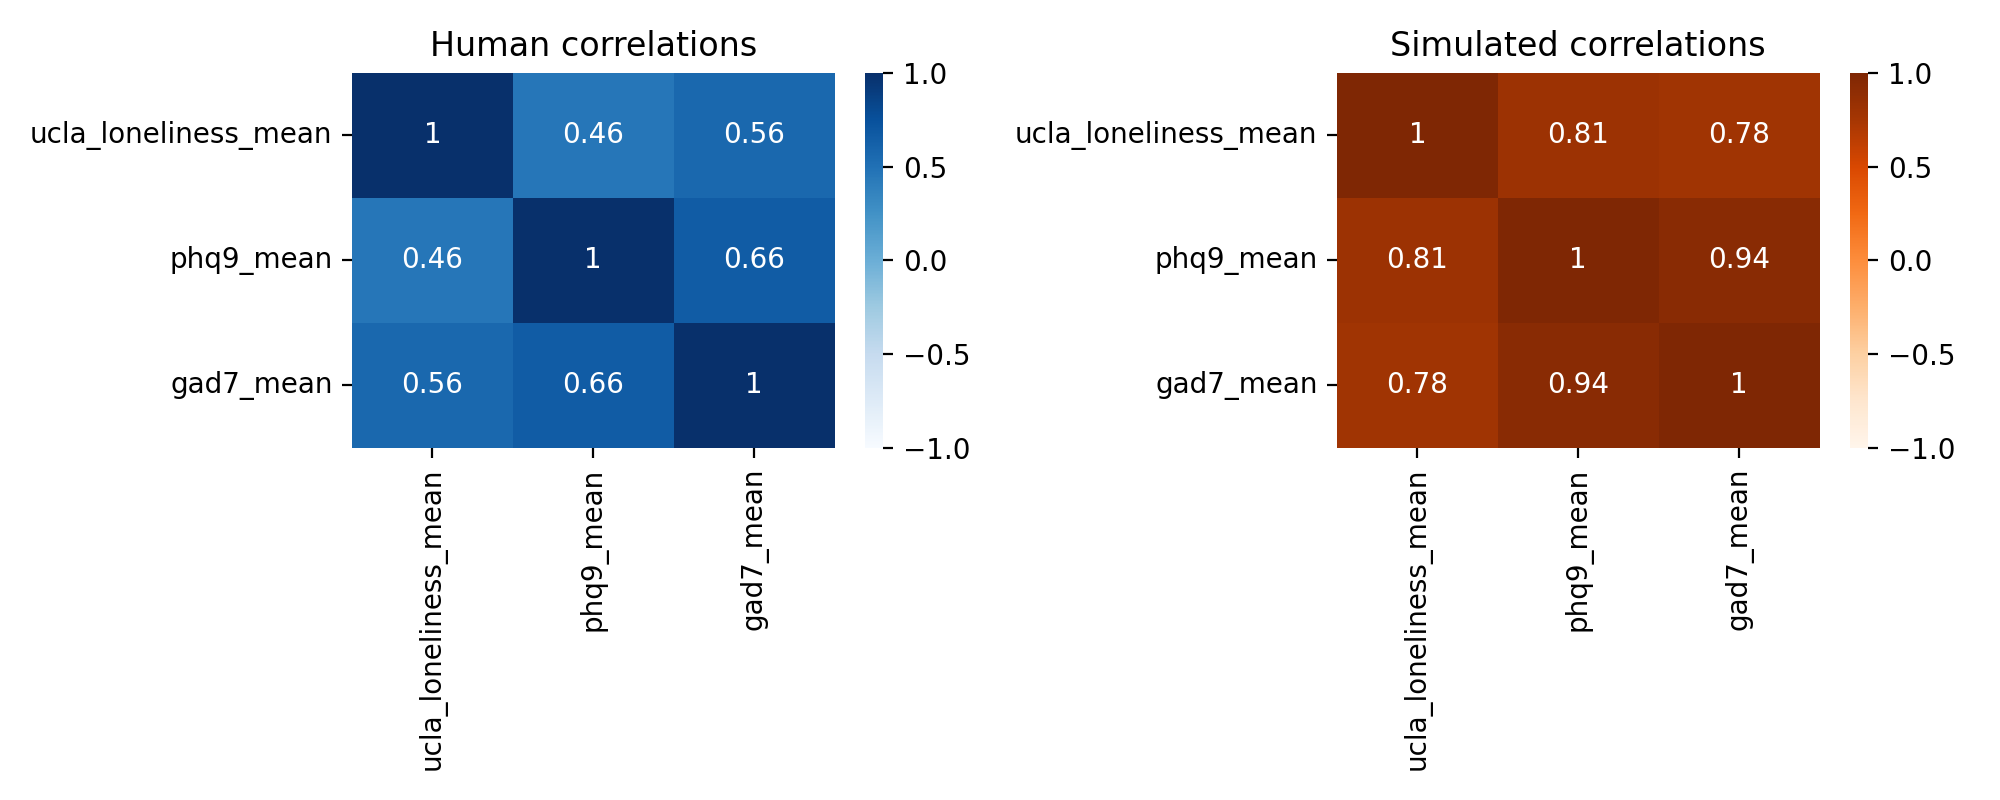 Human correlations
ucla_loneliness_mean 1 0.46 0.56
phq9_mean 0.46 1 0.66
gad7_mean 0.56 0.66 1
ucla_loneliness_mean
phq9_mean
gad7_mean
1.0
0.5
0.0
−0.5
−1.0
Simulated correlations
ucla_loneliness_mean 1 0.81 0.78
phq9_mean 0.81 1 0.94
gad7_mean 0.78 0.94 1
ucla_loneliness_mean
phq9_mean
gad7_mean
1.0
0.5
0.0
−0.5
−1.0